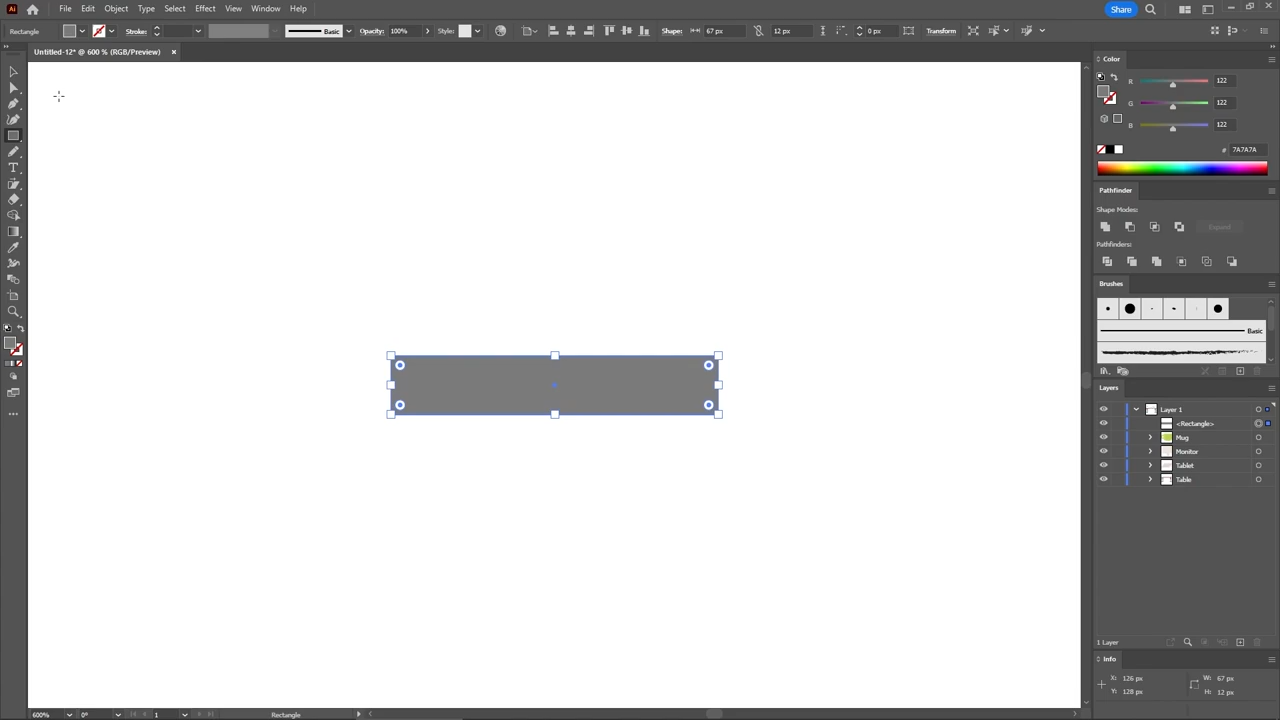 Ai File Edit Object Type Select Effect View Window Help Share
Rectangle Stroke: Basic Opacity: 100% Style: Shape: 67 px 12 px 0 px Transform
Untitled-12* @ 600 % (RGB/Preview) ×
Color
R 122
G 122
B 122
# 7A7A7A
Pathfinder
Shape Modes:
Expand
Pathfinders:
Brushes
Basic
Layers
Layer 1
<Rectangle>
Mug
Monitor
Tablet
Table
1 Layer
Info
X: 126 px W: 67 px
Y: 128 px H: 12 px
600% 0° 1 Rectangle